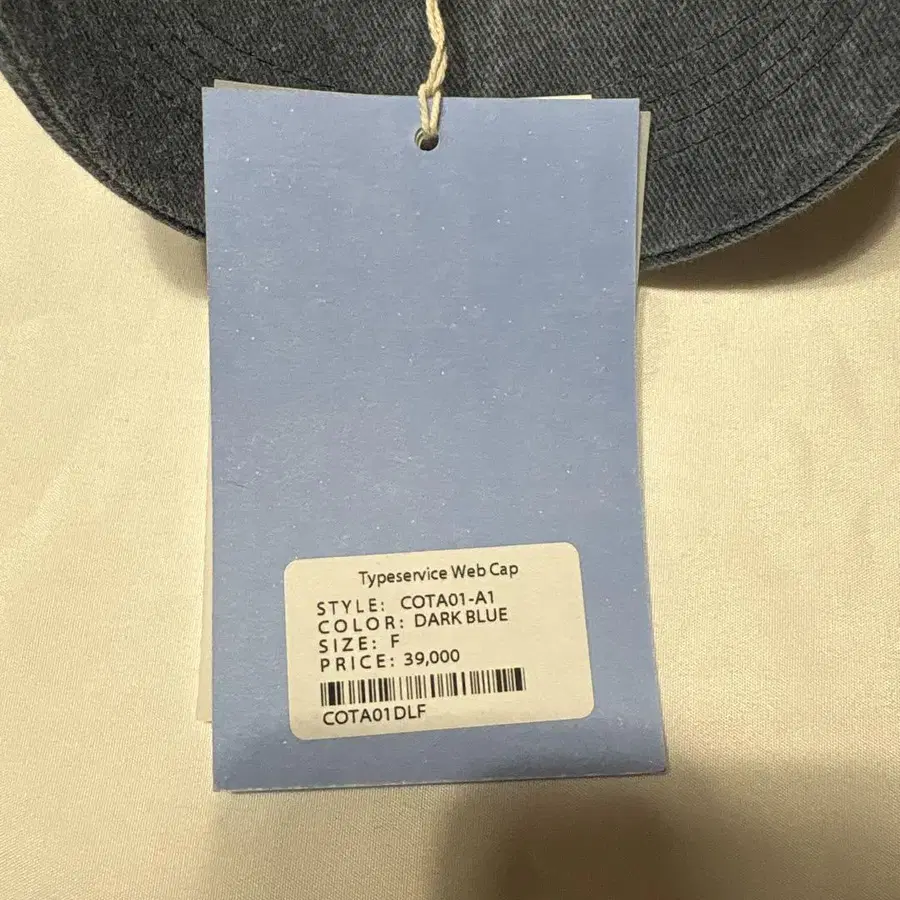 Typeservice Web Cap
STYLE: COTA01-A1
COLOR: DARK BLUE
SIZE: F
PRICE: 39,000
COTA01DLF